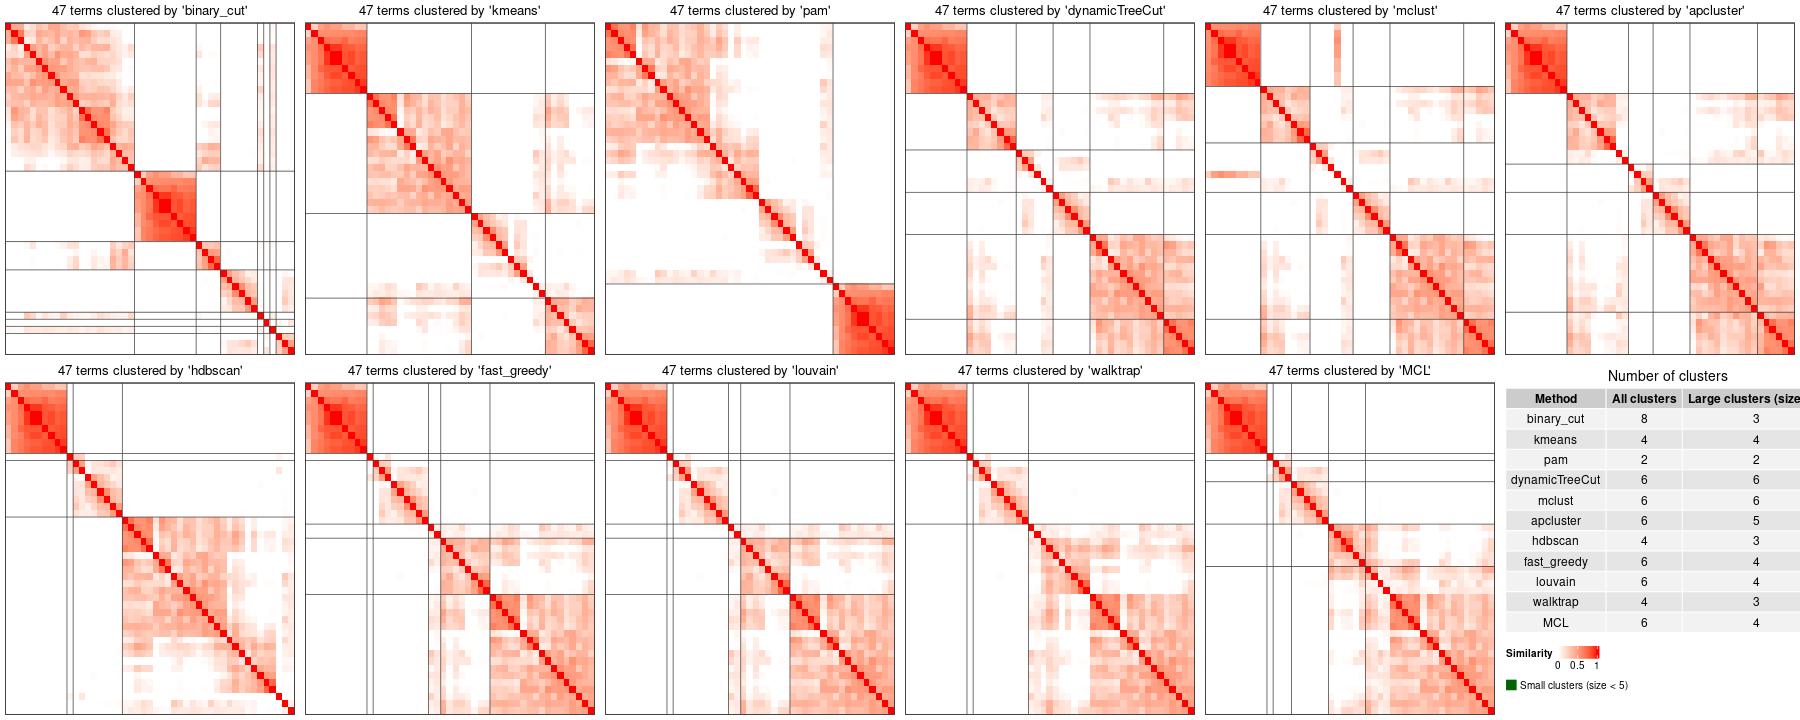 47 terms clustered by 'binary_cut'
47 terms clustered by 'kmeans'
47 terms clustered by 'pam'
47 terms clustered by 'dynamicTreeCut'
47 terms clustered by 'mclust'
47 terms clustered by 'apcluster'
47 terms clustered by 'hdbscan'
47 terms clustered by 'fast_greedy'
47 terms clustered by 'louvain'
47 terms clustered by 'walktrap'
47 terms clustered by 'MCL'
Number of clusters
Method All clusters Large clusters (size
binary_cut 8 3
kmeans 4 4
pam 2 2
dynamicTreeCut 6 6
mclust 6 6
apcluster 6 5
hdbscan 4 3
fast_greedy 6 4
louvain 6 4
walktrap 4 3
MCL 6 4
Similarity
0 0.5 1
Small clusters (size < 5)